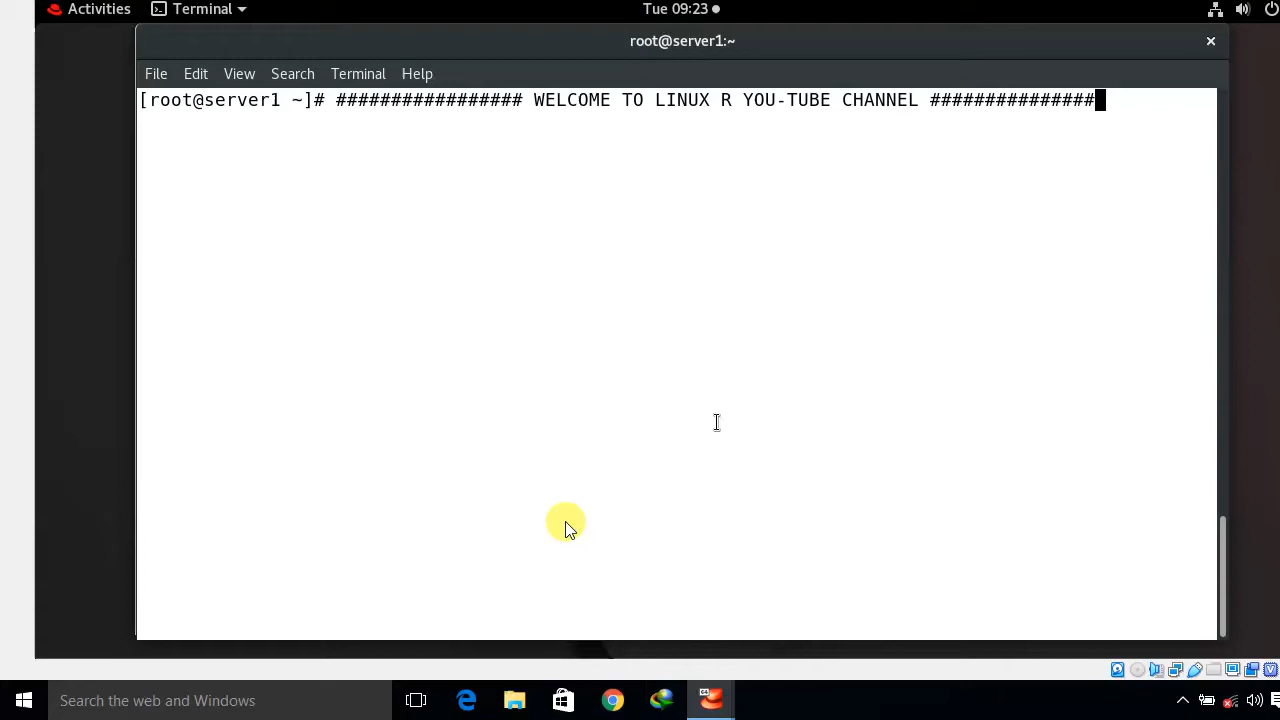 Activities Terminal Tue 09:23
root@server1:~
File Edit View Search Terminal Help
[root@server1 ~]# ################# WELCOME TO LINUX R YOU-TUBE CHANNEL ###############
Search the web and Windows